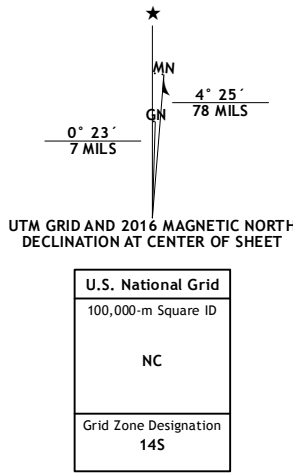 MN
4° 25´
78 MILS
GN
0° 23´
7 MILS
UTM GRID AND 2016 MAGNETIC NORTH
DECLINATION AT CENTER OF SHEET
U.S. National Grid
100,000-m Square ID
NC
Grid Zone Designation
14S